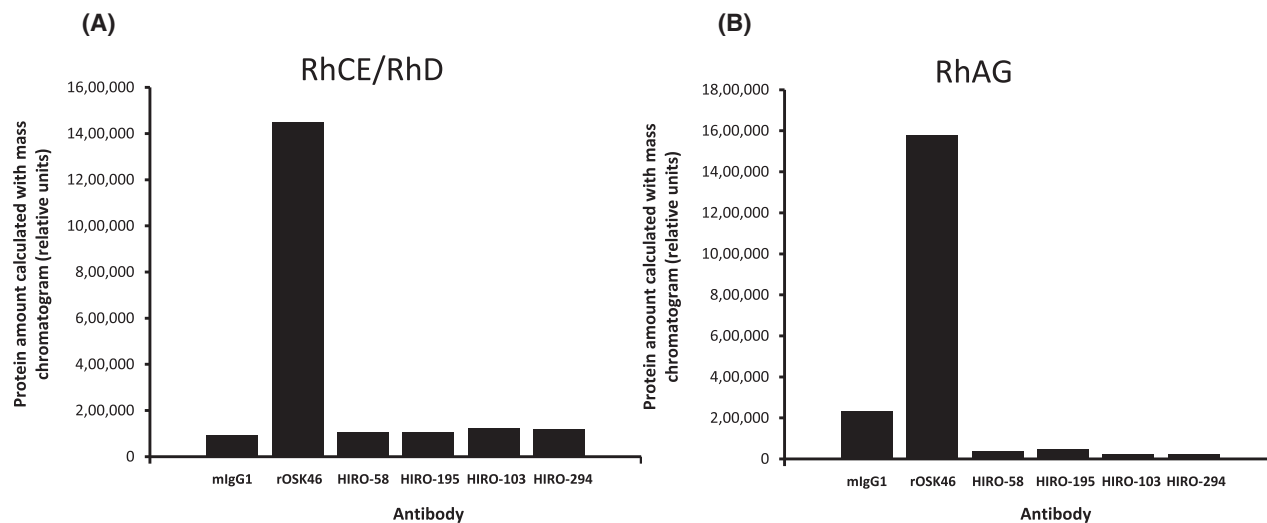 (A)
RhCE/RhD
Protein amount calculated with mass
chromatogram (relative units)
16,00,000
14,00,000
12,00,000
10,00,000
8,00,000
6,00,000
4,00,000
2,00,000
0
mIgG1 rOSK46 HIRO-58 HIRO-195 HIRO-103 HIRO-294
Antibody
(B)
RhAG
Protein amount calculated with mass
chromatogram (relative units)
18,00,000
16,00,000
14,00,000
12,00,000
10,00,000
8,00,000
6,00,000
4,00,000
2,00,000
0
mIgG1 rOSK46 HIRO-58 HIRO-195 HIRO-103 HIRO-294
Antibody